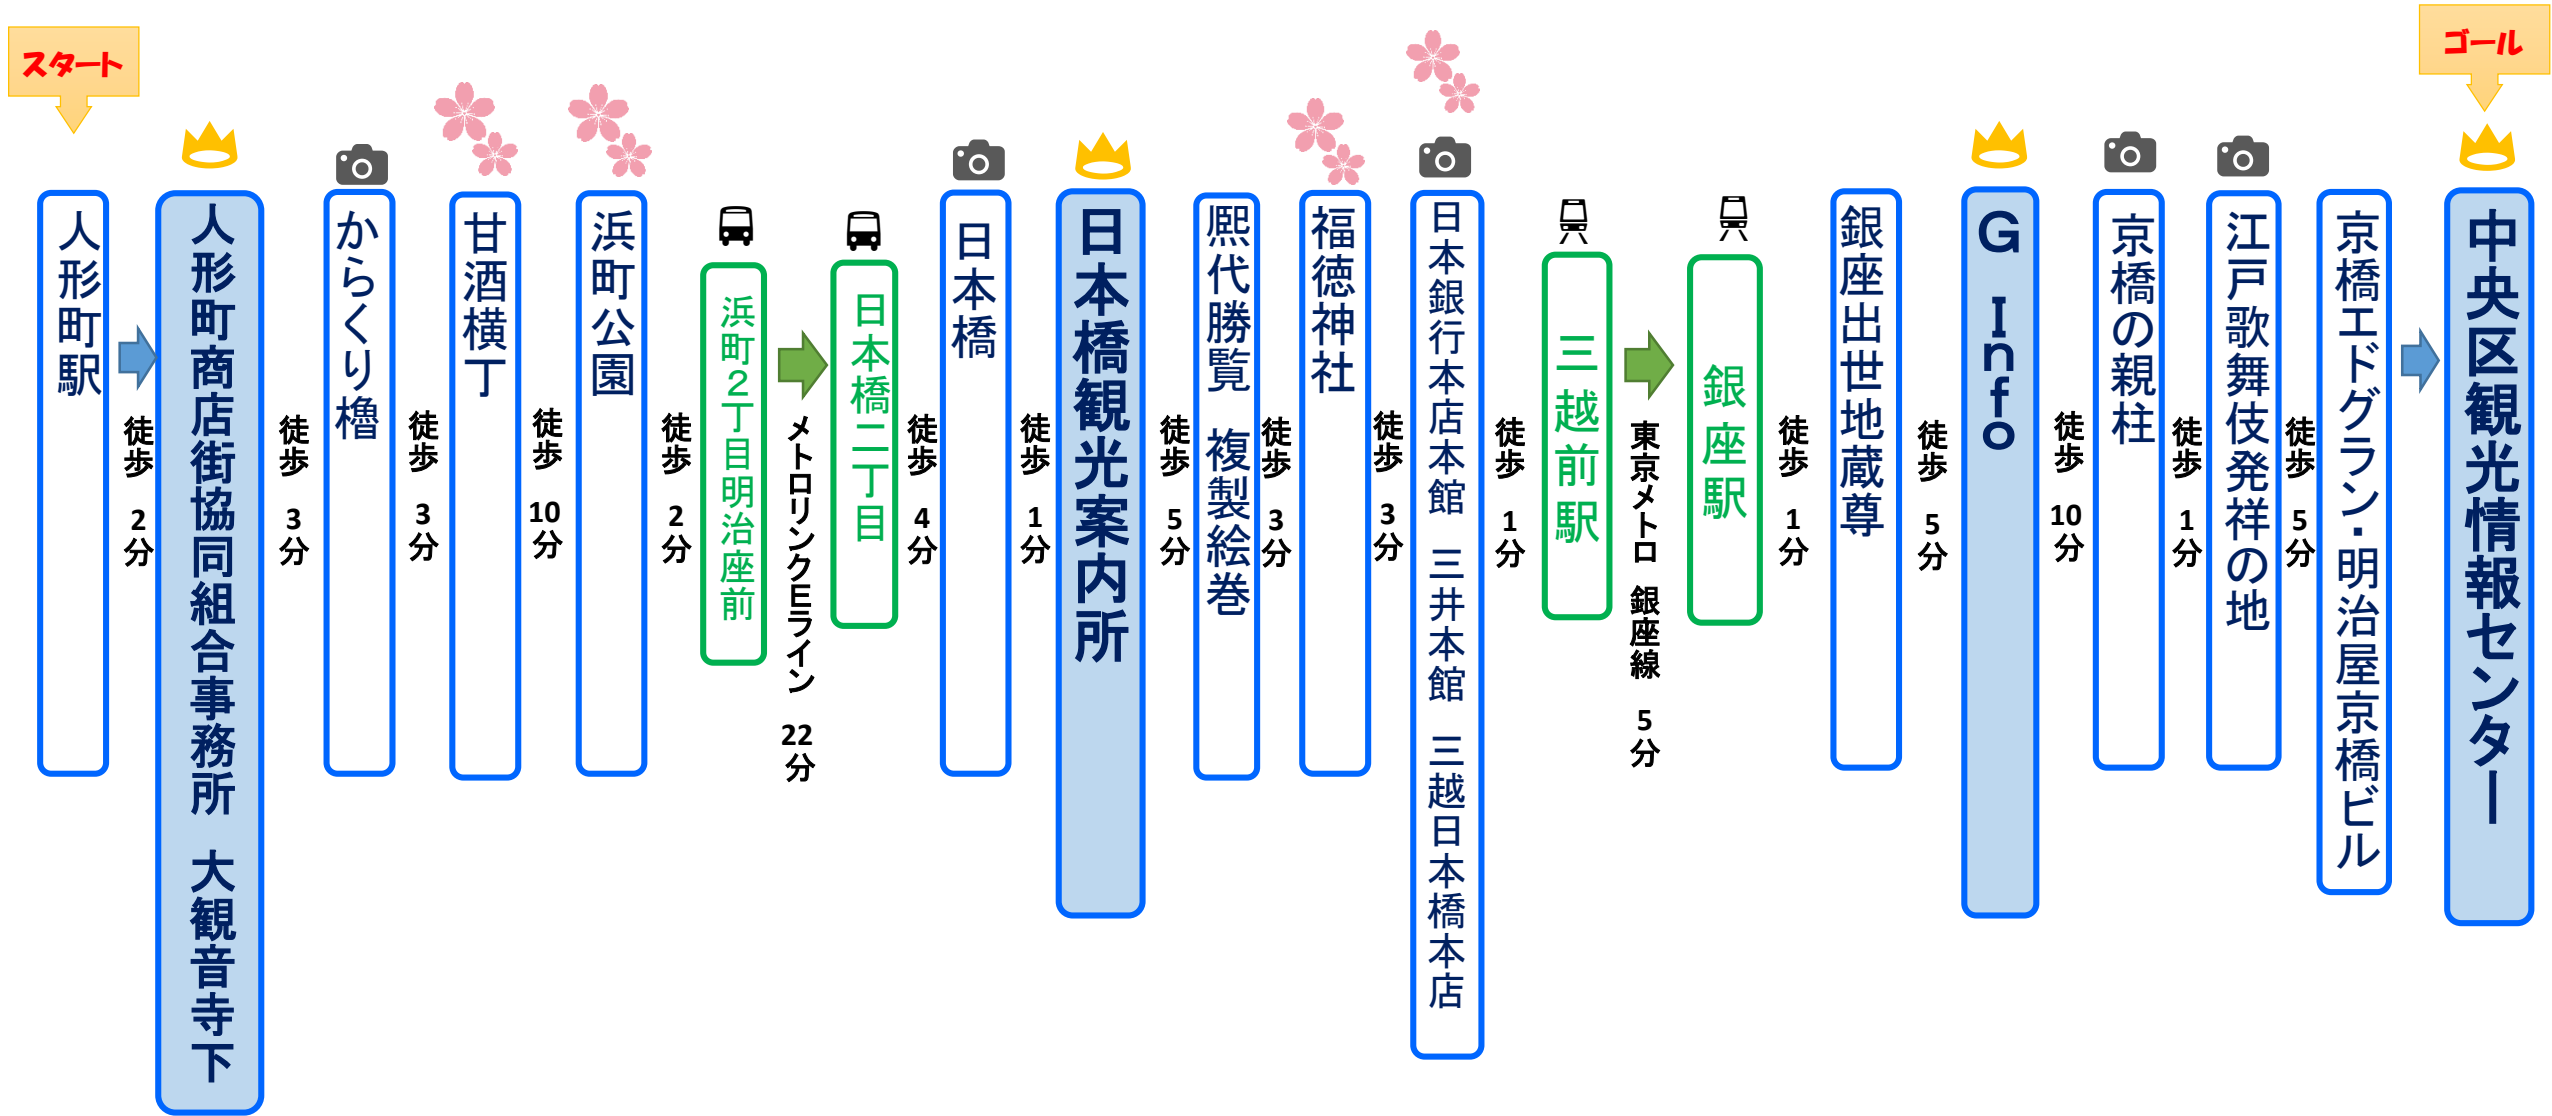 スタート
人形町駅
徒歩 2分
人形町商店街協同組合事務所 大観音寺下
徒歩 3分
からくり櫓
徒歩 3分
甘酒横丁
徒歩 10分
浜町公園
徒歩 2分
浜町2丁目明治座前
メトロリンクEライン 22分
日本橋二丁目
徒歩 4分
日本橋
徒歩 1分
日本橋観光案内所
徒歩 5分
熈代勝覧 複製絵巻
徒歩 3分
福徳神社
徒歩 3分
日本銀行本店本館 三井本館 三越日本橋本店
徒歩 1分
三越前駅
東京メトロ 銀座線 5分
銀座駅
徒歩 1分
銀座出世地蔵尊
徒歩 5分
G Info
徒歩 10分
京橋の親柱
徒歩 1分
江戸歌舞伎発祥の地
徒歩 5分
京橋エドグラン・明治屋京橋ビル
ゴール
中央区観光情報センター